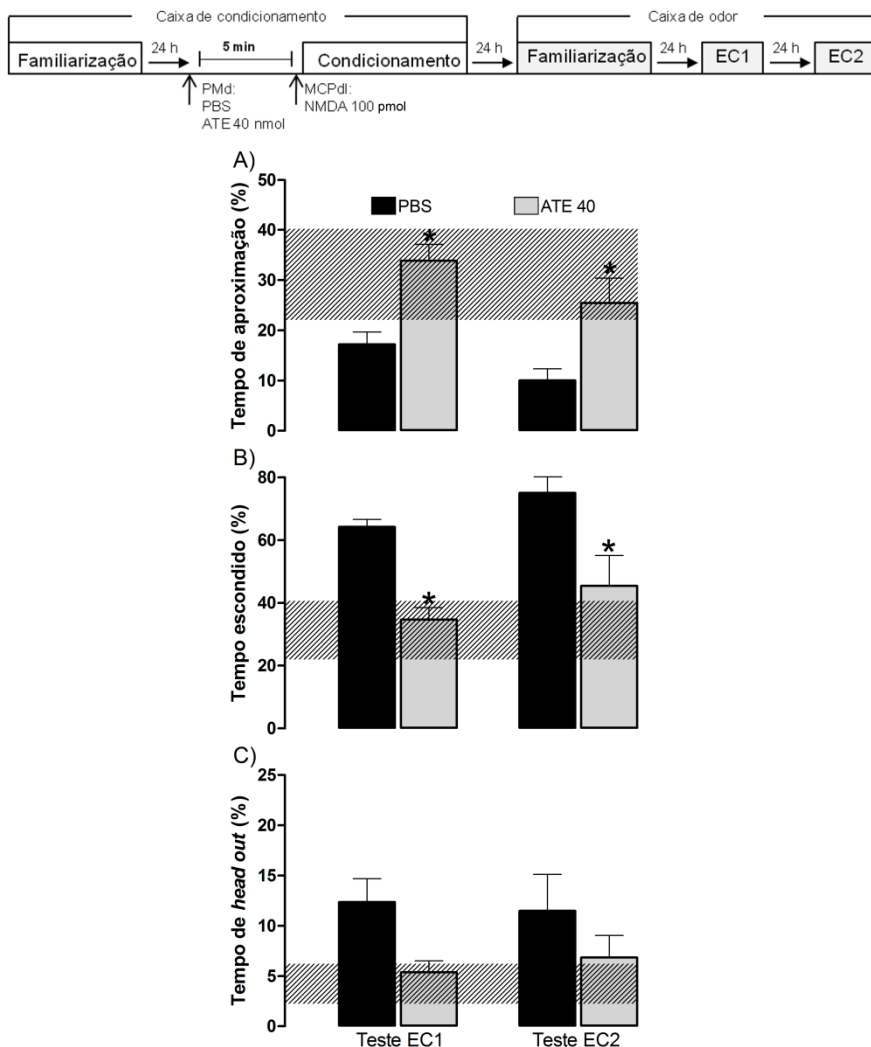 Caixa de condicionamento
Caixa de odor
Familiarização
24 h
5 min
Condicionamento
24 h
Familiarização
24 h
EC1
24 h
EC2
PMd:
PBS
ATE 40 nmol
MCPdl:
NMDA 100 pmol
A)
Tempo de aproximação (%)
50
40
30
20
10
0
PBS
ATE 40
*
*
B)
Tempo escondido (%)
80
60
40
20
0
*
*
C)
Tempo de head out (%)
25
20
15
10
5
0
Teste EC1
Teste EC2